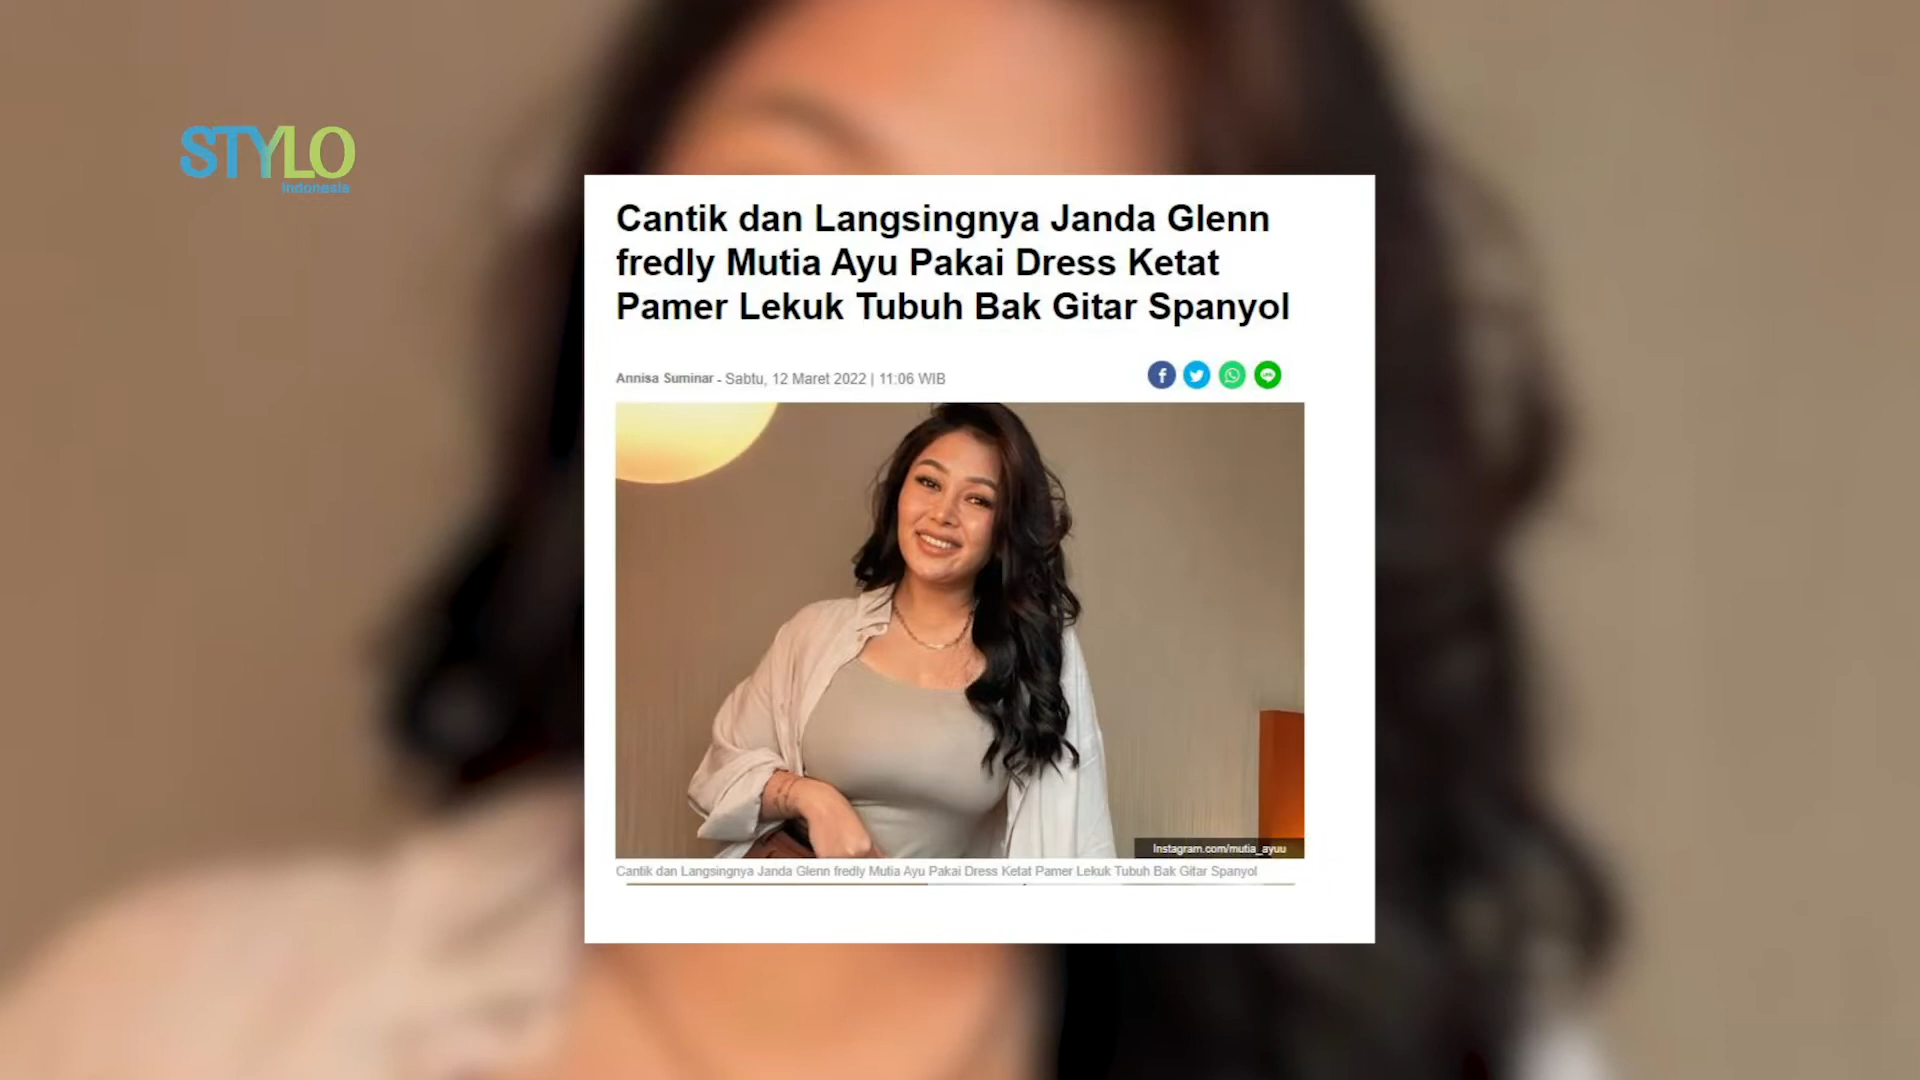 STYLO
Indonesia
Cantik dan Langsingnya Janda Glenn
fredly Mutia Ayu Pakai Dress Ketat
Pamer Lekuk Tubuh Bak Gitar Spanyol
Annisa Suminar - Sabtu, 12 Maret 2022 | 11:06 WIB
Instagram.com/mutia_ayuu
Cantik dan Langsingnya Janda Glenn fredly Mutia Ayu Pakai Dress Ketat Pamer Lekuk Tubuh Bak Gitar Spanyol